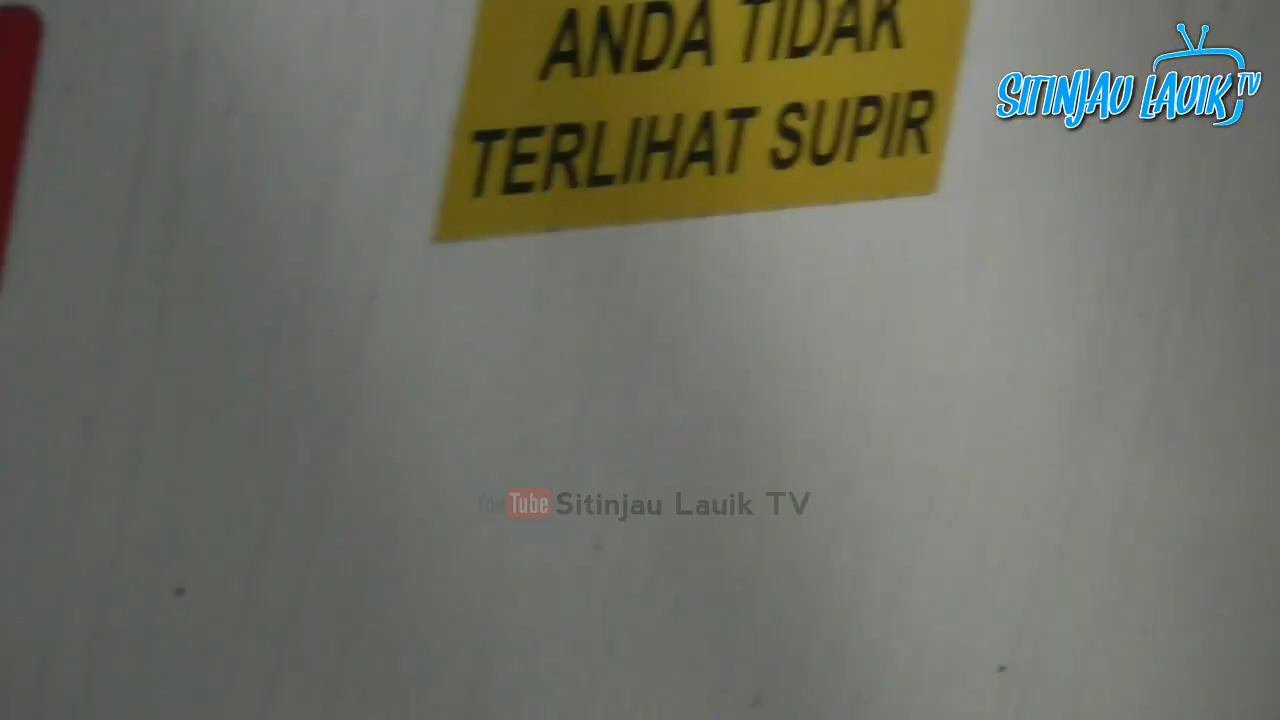 ANDA TIDAK
TERLIHAT SUPIR
SITINJAU LAUIK TV
YouTube Sitinjau Lauik TV